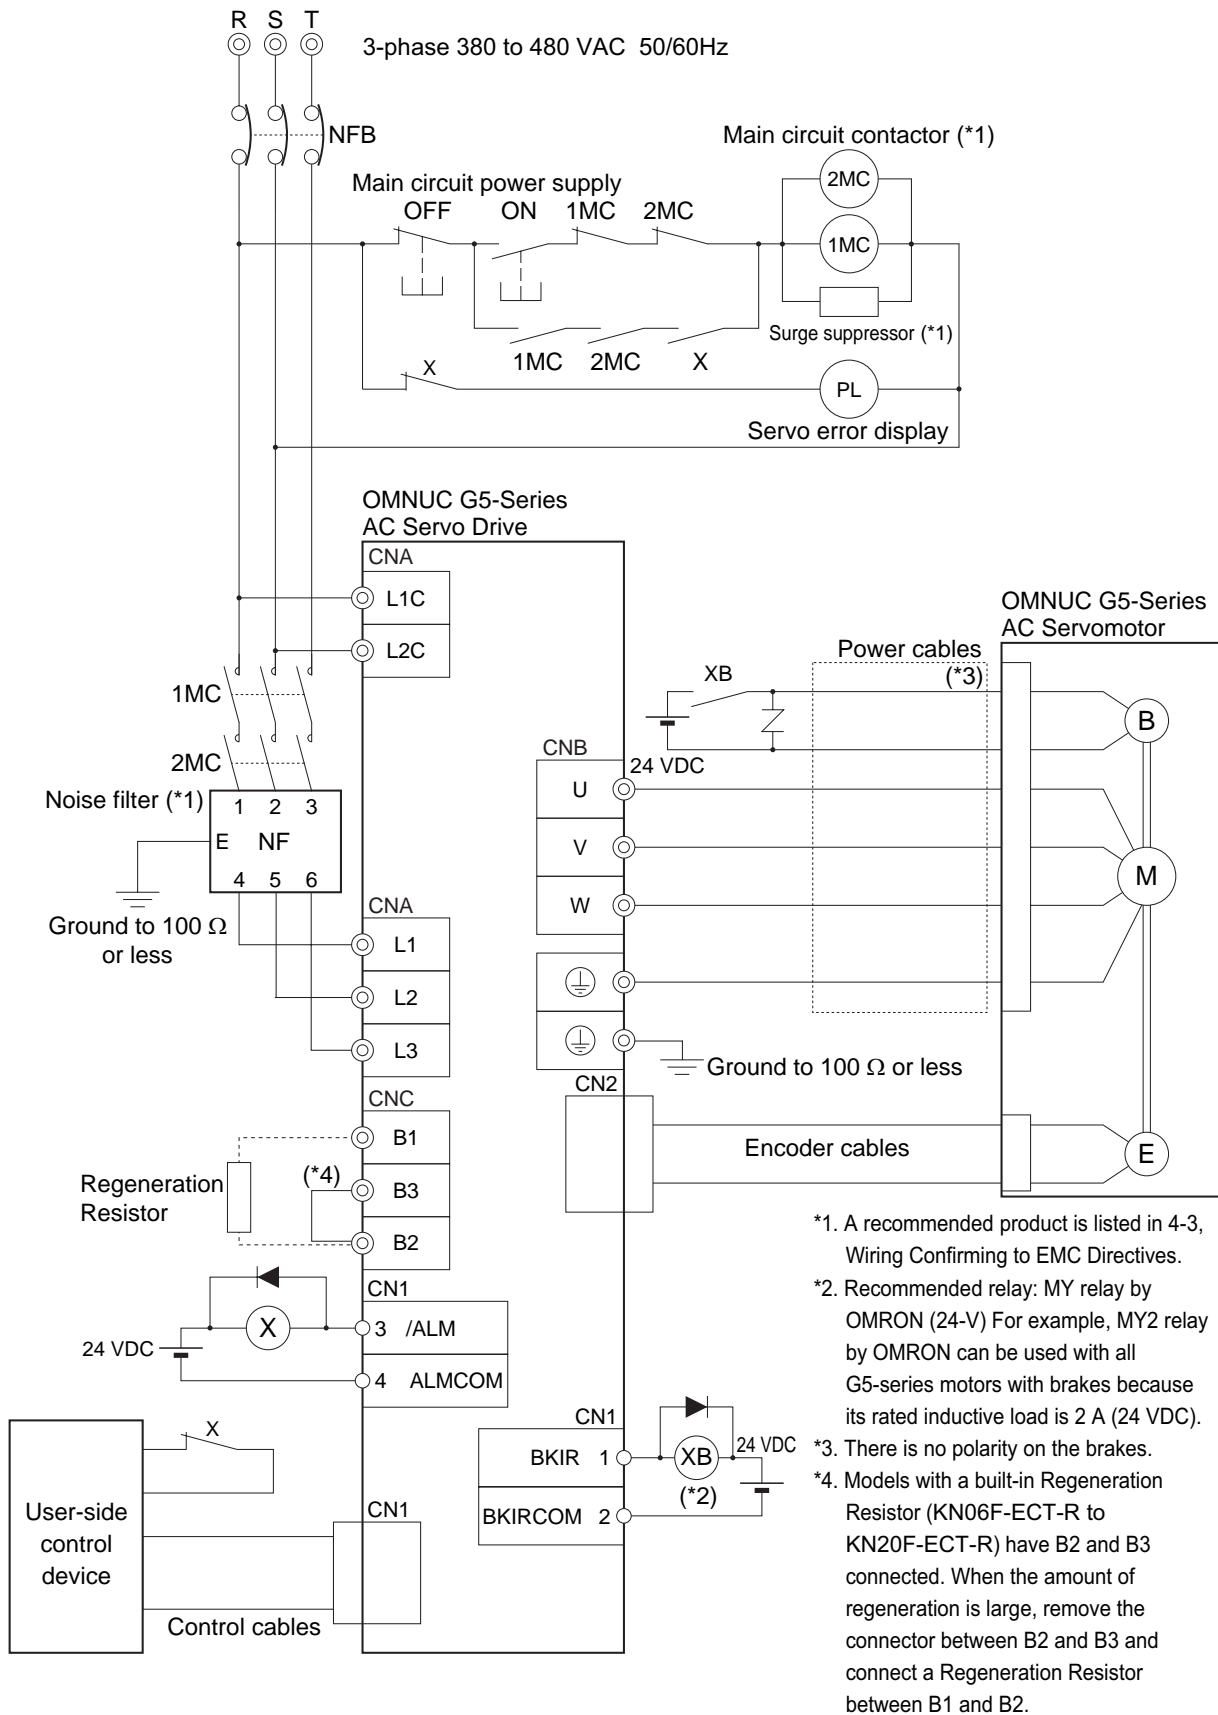 R S T
3-phase 380 to 480 VAC 50/60Hz
NFB
Main circuit contactor (*1)
Main circuit power supply
OFF ON 1MC 2MC
2MC
1MC
Surge suppressor (*1)
1MC 2MC X
X
PL
Servo error display
OMNUC G5-Series
AC Servo Drive
CNA
L1C
L2C
OMNUC G5-Series
AC Servomotor
Power cables
(*3)
XB
24 VDC
B
1MC
2MC
Noise filter (*1)
1 2 3
E NF
4 5 6
Ground to 100 Ω
or less
CNB
U
V
W
M
CNA
L1
L2
L3
Ground to 100 Ω or less
CN2
Encoder cables
E
CNC
B1
B3
B2
(*4)
Regeneration
Resistor
CN1
3 /ALM
4 ALMCOM
X
24 VDC
CN1
BKIR 1
BKIRCOM 2
XB
(*2)
24 VDC
X
User-side
control
device
CN1
Control cables
*1. A recommended product is listed in 4-3,
Wiring Confirming to EMC Directives.
*2. Recommended relay: MY relay by
OMRON (24-V) For example, MY2 relay
by OMRON can be used with all
G5-series motors with brakes because
its rated inductive load is 2 A (24 VDC).
*3. There is no polarity on the brakes.
*4. Models with a built-in Regeneration
Resistor (KN06F-ECT-R to
KN20F-ECT-R) have B2 and B3
connected. When the amount of
regeneration is large, remove the
connector between B2 and B3 and
connect a Regeneration Resistor
between B1 and B2.